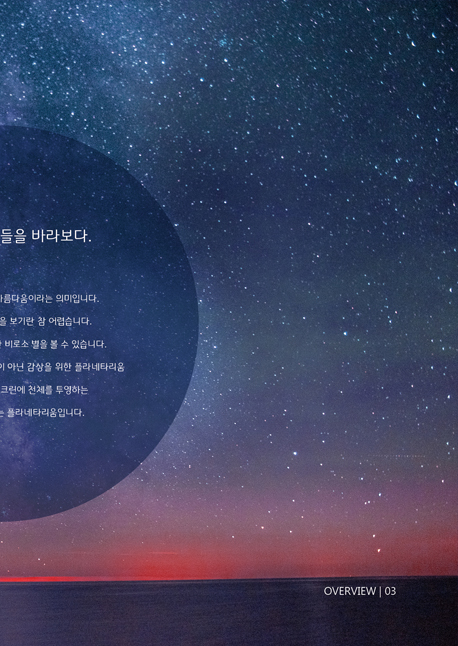 들을 바라보다.
아름다움이라는 의미입니다.
을 보기란 참 어렵습니다.
비로소 별을 볼 수 있습니다.
이 아닌 감상을 위한 플라네타리움
크린에 천체를 투영하는
는 플라네타리움입니다.
OVERVIEW | 03